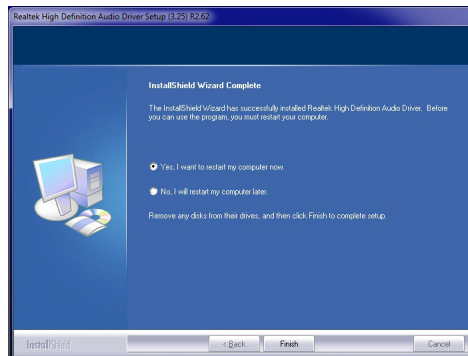 Realtek High Definition Audio Driver Setup (3.25) R2.62
InstallShield Wizard Complete
The InstallShield Wizard has successfully installed Realtek High Definition Audio Driver. Before
you can use the program, you must restart your computer.
Yes, I want to restart my computer now.
No, I will restart my computer later.
Remove any disks from their drives, and then click Finish to complete setup.
InstallShield
< Back
Finish
Cancel